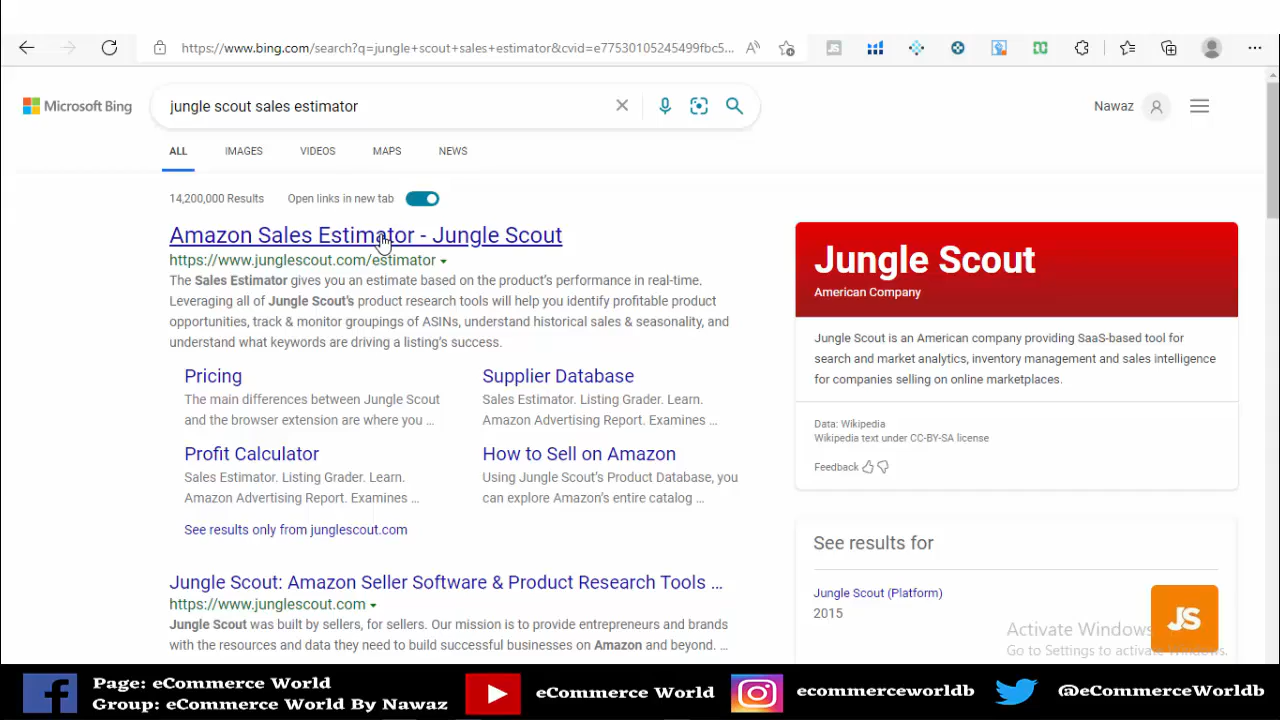 https://www.bing.com/search?q=jungle+scout+sales+estimator&cvid=e77530105245499fbc5...
Microsoft Bing
jungle scout sales estimator
Nawaz
ALL
IMAGES
VIDEOS
MAPS
NEWS
14,200,000 Results
Open links in new tab
Amazon Sales Estimator - Jungle Scout
https://www.junglescout.com/estimator
The Sales Estimator gives you an estimate based on the product's performance in real-time.
Leveraging all of Jungle Scout's product research tools will help you identify profitable product
opportunities, track & monitor groupings of ASINs, understand historical sales & seasonality, and
understand what keywords are driving a listing's success.
Pricing
The main differences between Jungle Scout
and the browser extension are where you ...
Supplier Database
Sales Estimator. Listing Grader. Learn.
Amazon Advertising Report. Examines ...
Profit Calculator
Sales Estimator. Listing Grader. Learn.
Amazon Advertising Report. Examines ...
How to Sell on Amazon
Using Jungle Scout's Product Database, you
can explore Amazon's entire catalog ...
See results only from junglescout.com
Jungle Scout: Amazon Seller Software & Product Research Tools ...
https://www.junglescout.com
Jungle Scout was built by sellers, for sellers. Our mission is to provide entrepreneurs and brands
with the resources and data they need to build successful businesses on Amazon and beyond. ...
Jungle Scout
American Company
Jungle Scout is an American company providing SaaS-based tool for
search and market analytics, inventory management and sales intelligence
for companies selling on online marketplaces.
Data: Wikipedia
Wikipedia text under CC-BY-SA license
Feedback
See results for
Jungle Scout (Platform)
2015
JS
Activate Windows
Go to Settings to activate Windows.
Page: eCommerce World
Group: eCommerce World By Nawaz
eCommerce World
ecommerceworldb
@eCommerceWorldb